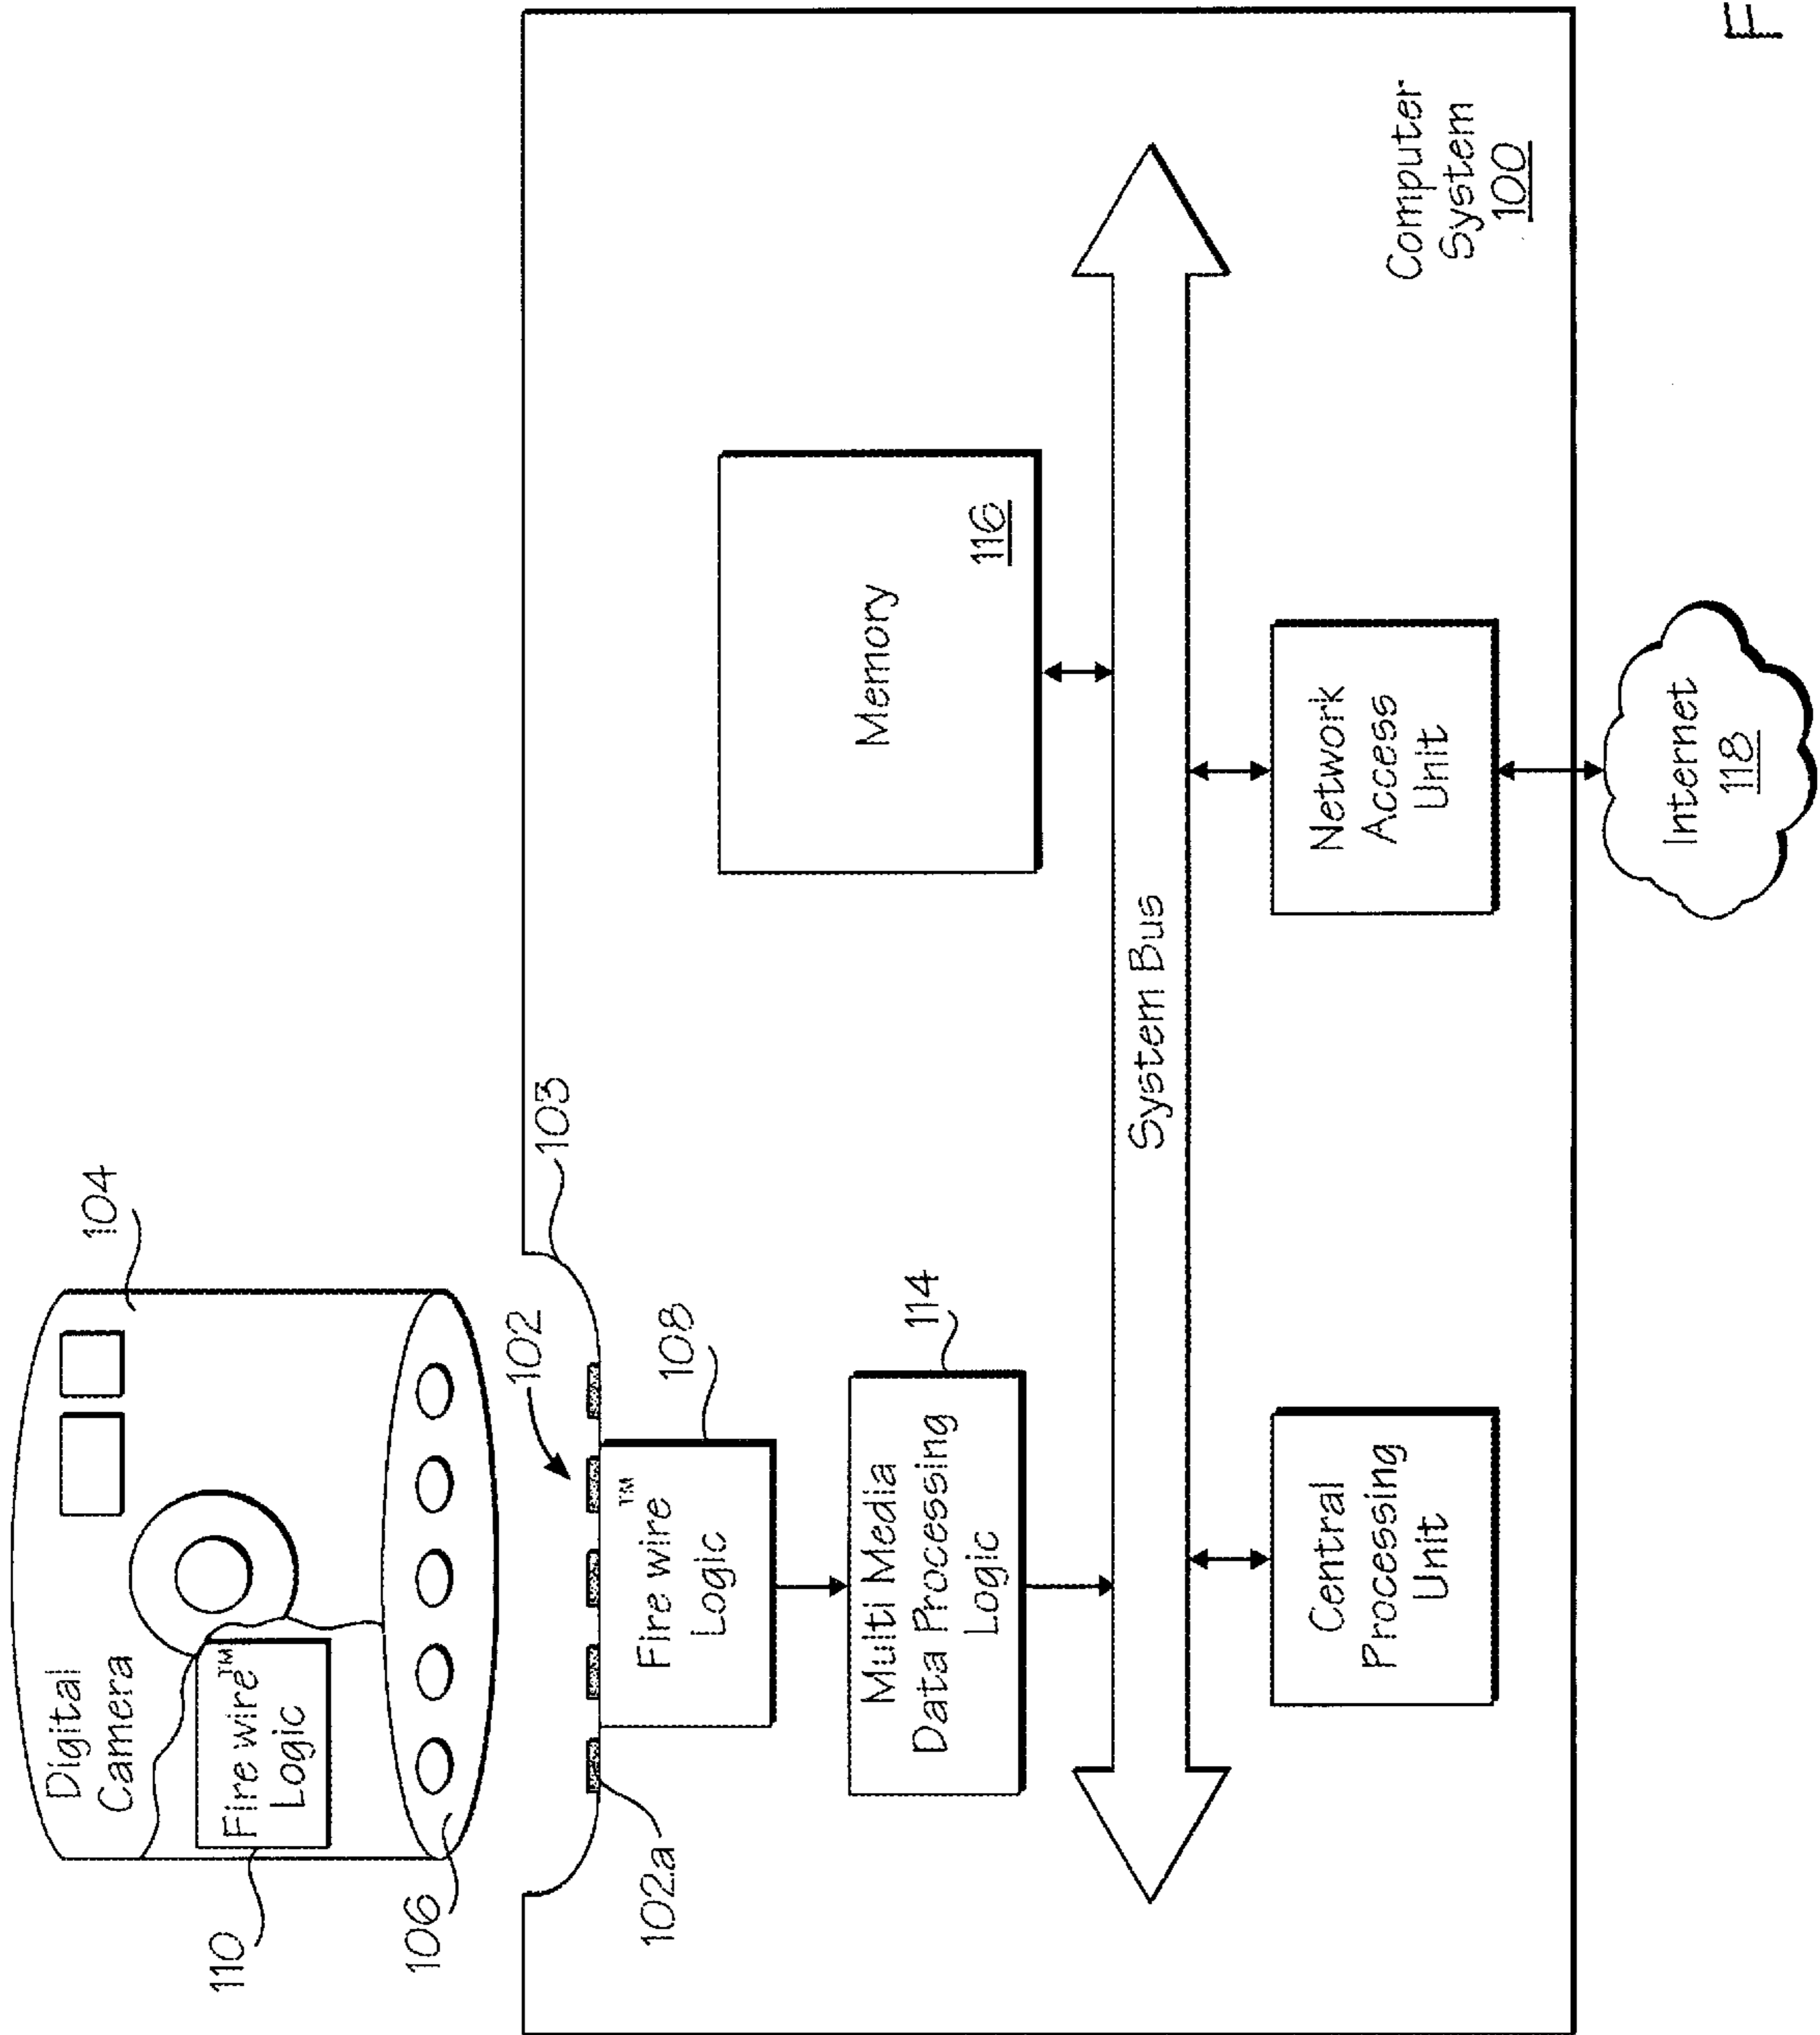 Digital
Camera
104
Fire wire™
Logic
110
106
102
103
102a
Fire wire™
Logic
108
Multi Media
Data Processing
Logic
114
Memory
116
System Bus
Central
Processing
Unit
Network
Access
Unit
Computer
System
100
Internet
118
F